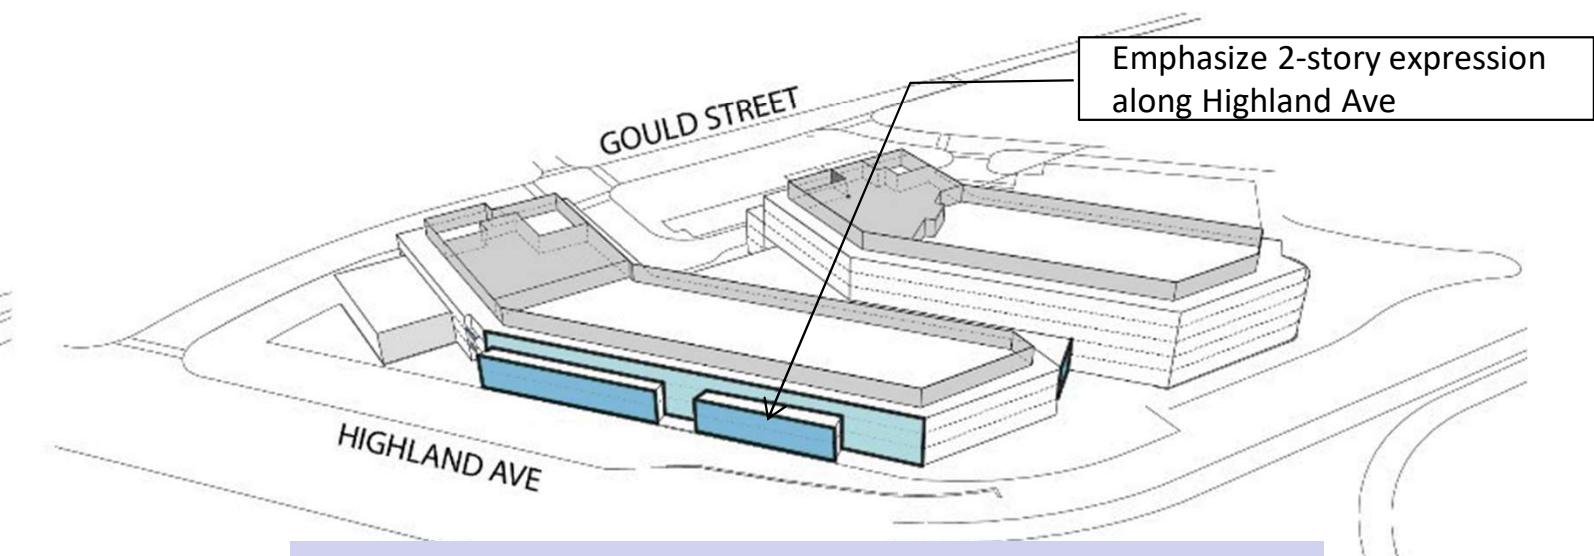 Emphasize 2-story expression
along Highland Ave
GOULD STREET
HIGHLAND AVE